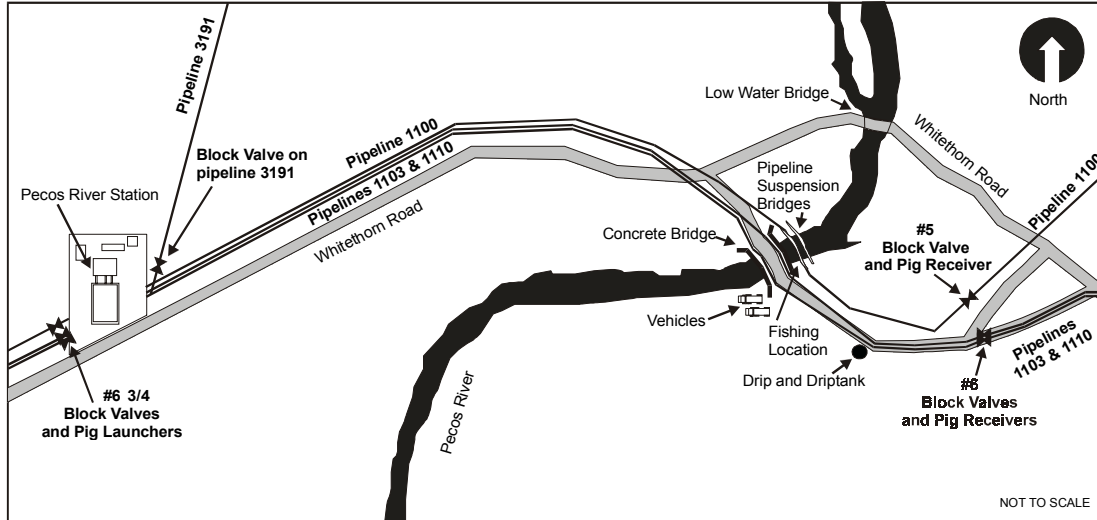 Pipeline 3191
North
Low Water Bridge
Whitethorn Road
Pipeline 1100
Block Valve on
pipeline 3191
Pipelines 1103 & 1110
Pipeline
Suspension
Bridges
Pecos River Station
Whitethorn Road
Concrete Bridge
#5
Block Valve
and Pig Receiver
Pipeline 1100
Vehicles
Fishing
Location
Drip and Driptank
Pipelines
1103 & 1110
#6 3/4
Block Valves
and Pig Launchers
#6
Block Valves
and Pig Receivers
Pecos River
NOT TO SCALE